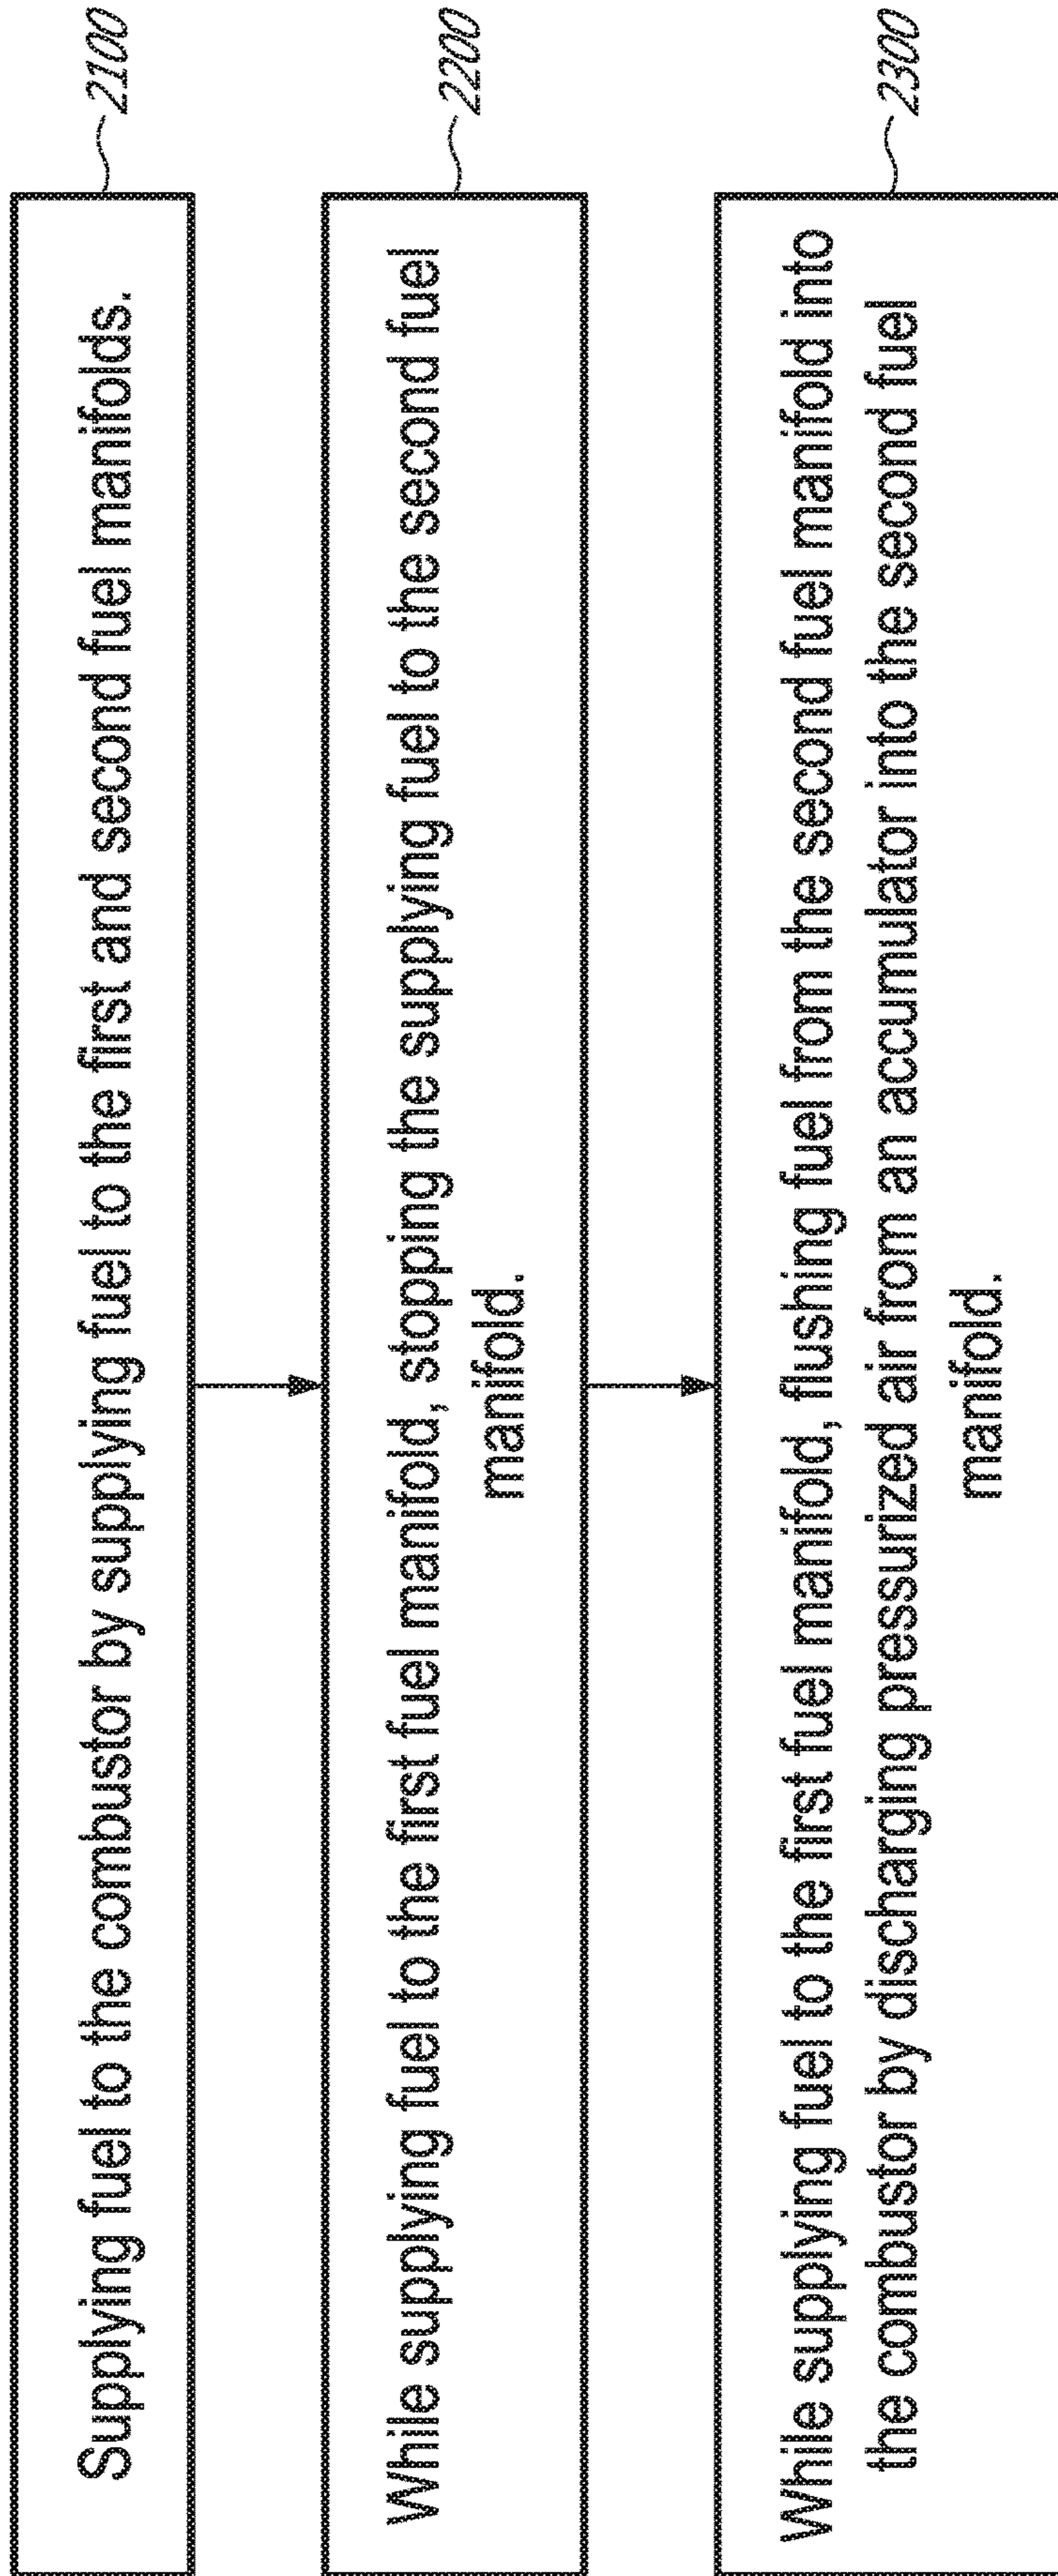 Supplying fuel to the combustor by supplying fuel to the first and second fuel manifolds.
2100
While supplying fuel to the first fuel manifold, stopping the supplying fuel to the second fuel
manifold.
2200
While supplying fuel to the first fuel manifold, flushing fuel from the second fuel manifold into
the combustor by discharging pressurized air from an accumulator into the second fuel
manifold.
2300